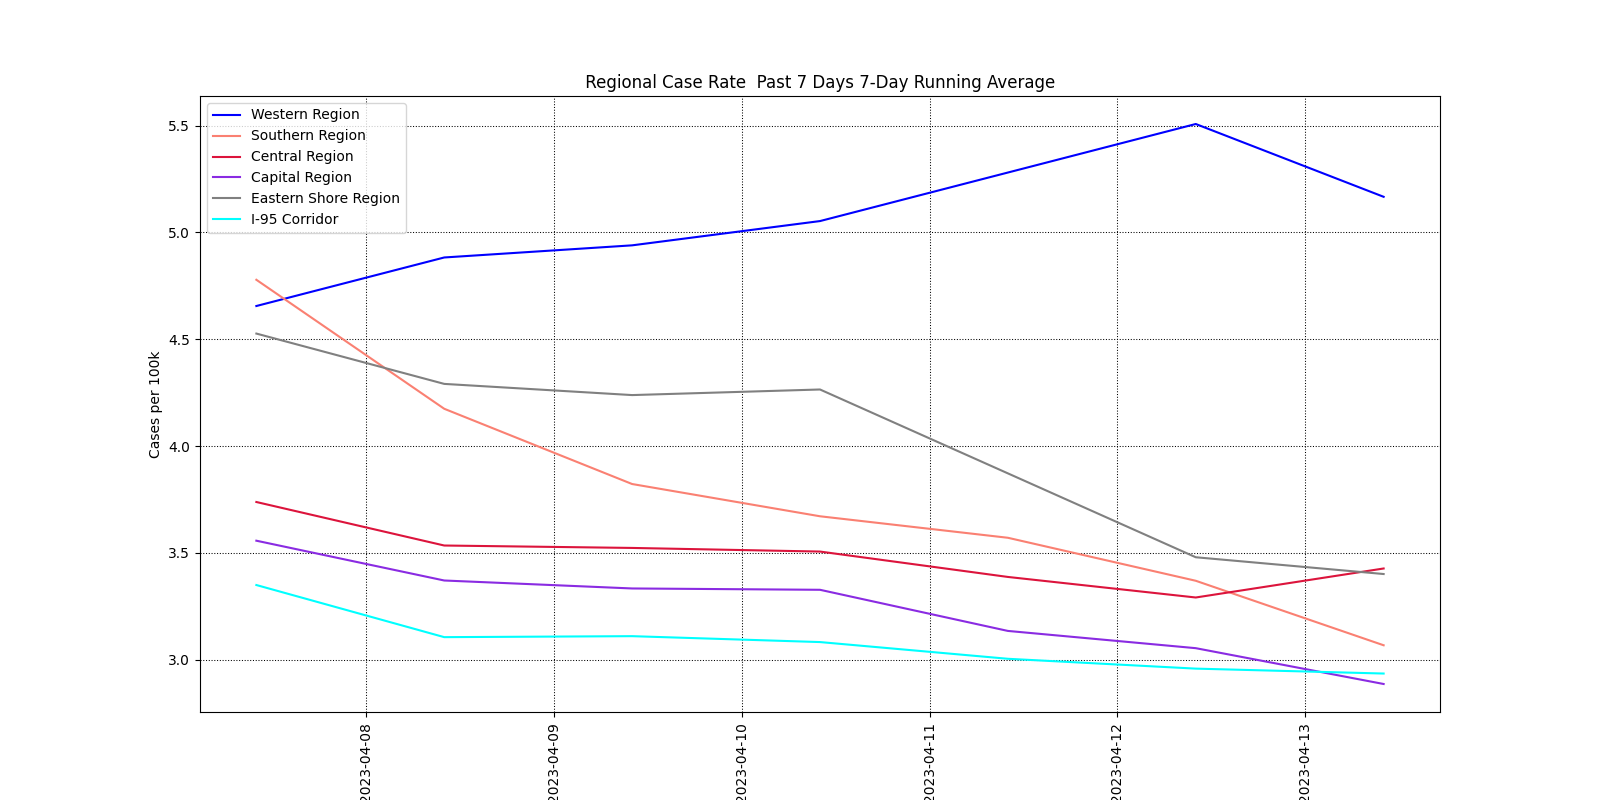 Regional Case Rate  Past 7 Days 7-Day Running Average
Western Region
Southern Region
Central Region
Capital Region
Eastern Shore Region
I-95 Corridor
Cases per 100k
5.5
5.0
4.5
4.0
3.5
3.0
2023-04-08
2023-04-09
2023-04-10
2023-04-11
2023-04-12
2023-04-13